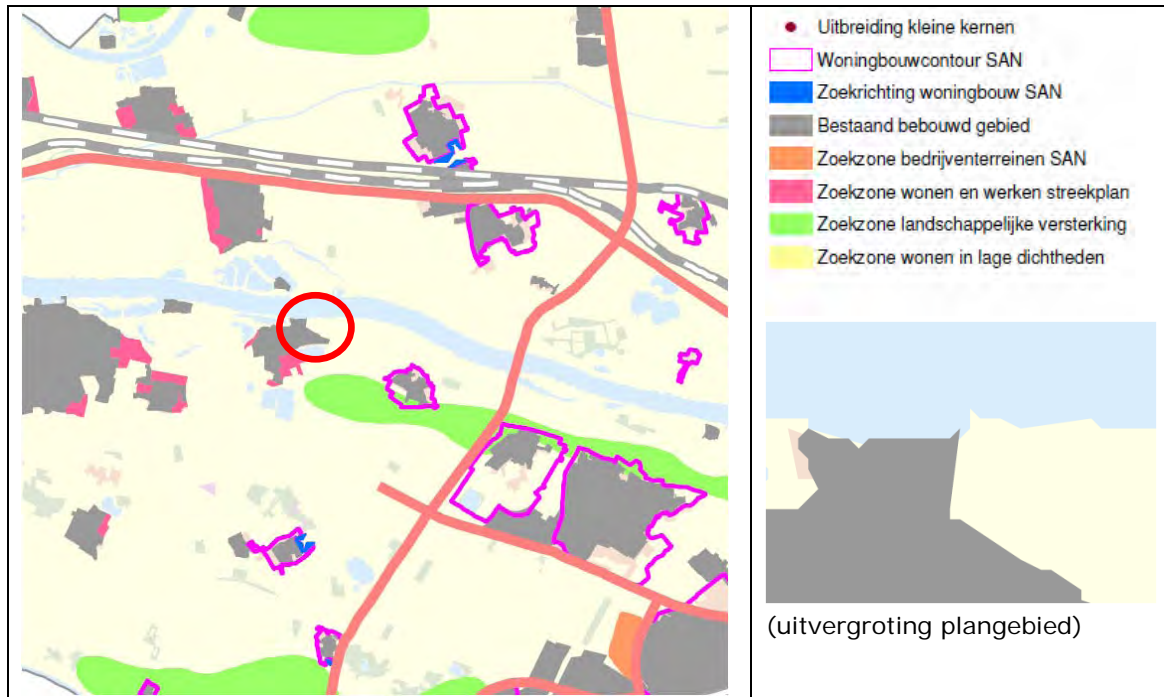 Uitbreiding kleine kernen
Woningbouwcontour SAN
Zoekrichting woningbouw SAN
Bestaand bebouwd gebied
Zoekzone bedrijventerreinen SAN
Zoekzone wonen en werken streekplan
Zoekzone landschappelijke versterking
Zoekzone wonen in lage dichtheden
(uitvergroting plangebied)